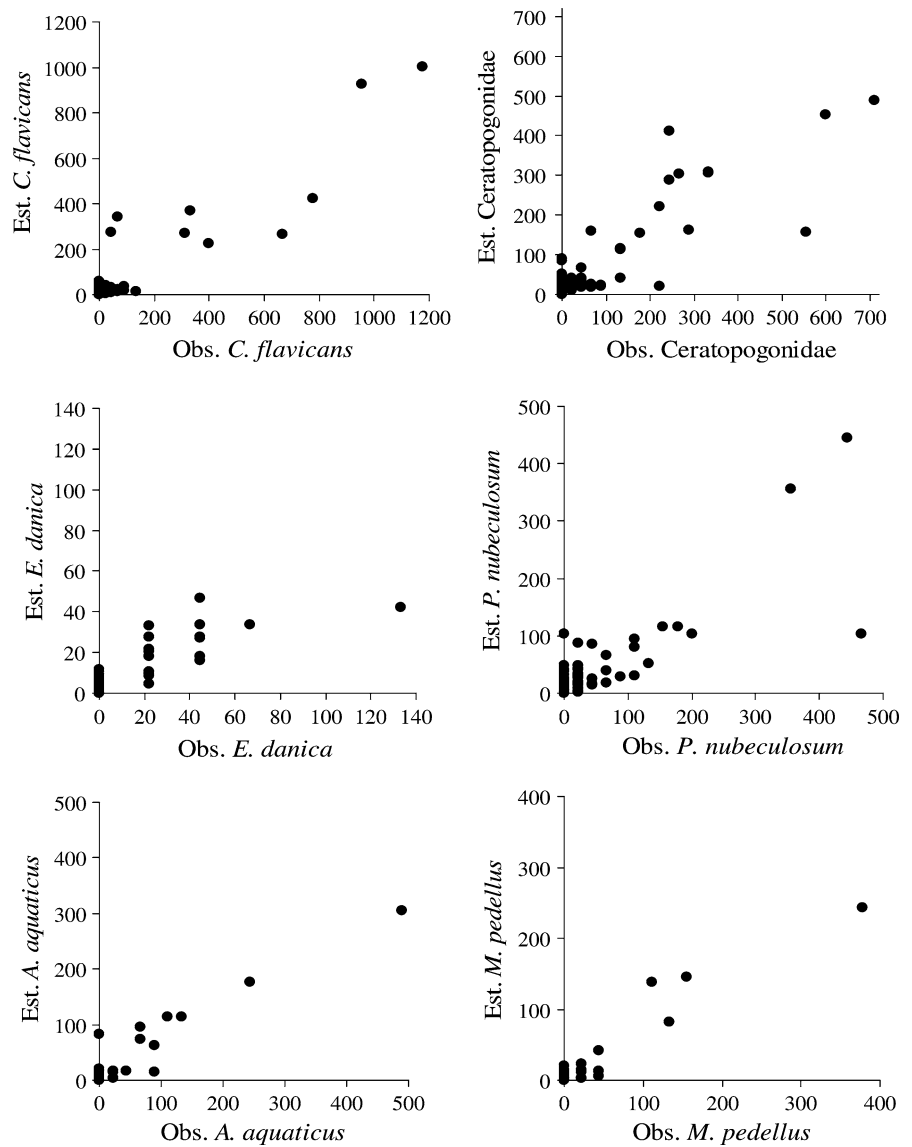 1200
1000
800
600
400
200
0
Est. C. flavicans
0 200 400 600 800 1000 1200
Obs. C. flavicans
700
600
500
400
300
200
100
0
Est. Ceratopogonidae
0 100 200 300 400 500 600 700
Obs. Ceratopogonidae
140
120
100
80
60
40
20
0
Est. E. danica
0 20 40 60 80 100 120 140
Obs. E. danica
500
400
300
200
100
0
Est. P. nubeculosum
0 100 200 300 400 500
Obs. P. nubeculosum
500
400
300
200
100
0
Est. A. aquaticus
0 100 200 300 400 500
Obs. A. aquaticus
400
300
200
100
0
Est. M. pedellus
0 100 200 300 400
Obs. M. pedellus